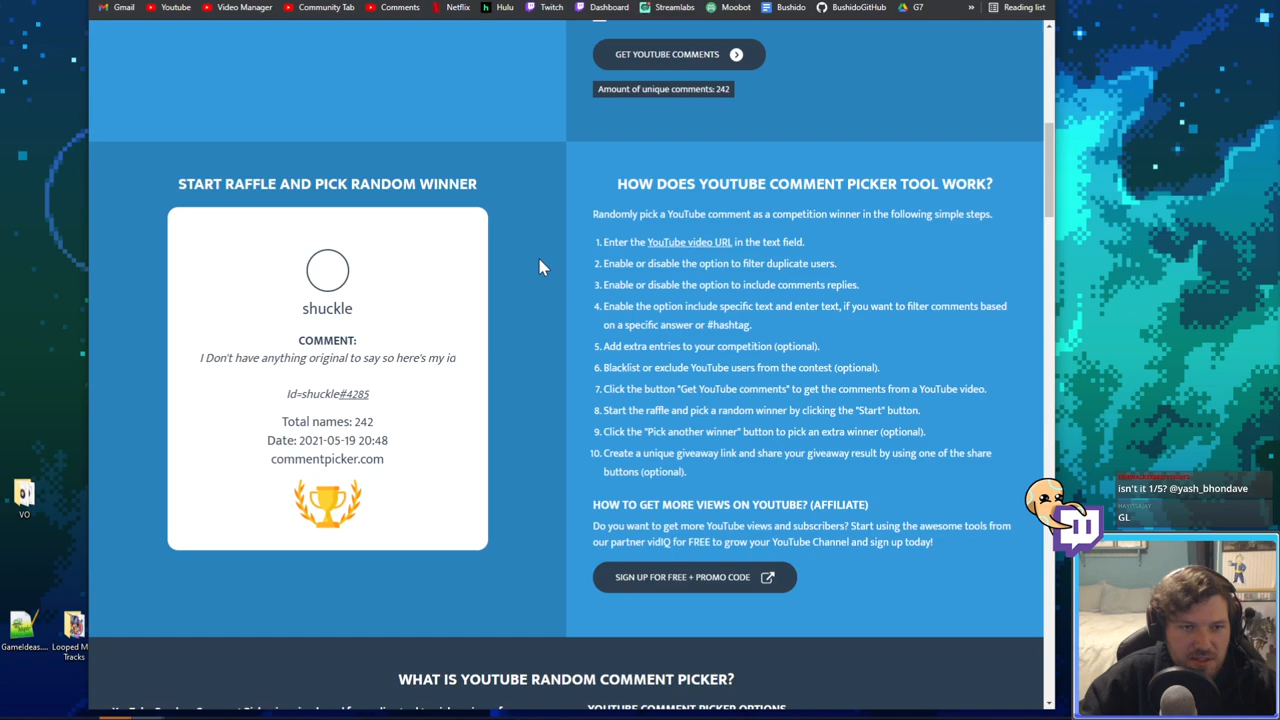 Gmail Youtube Video Manager Community Tab Comments Netflix Hulu Twitch Dashboard Streamlabs Moobot Bushido BushidoGitHub G7 » Reading list
GET YOUTUBE COMMENTS
Amount of unique comments: 242
START RAFFLE AND PICK RANDOM WINNER
shuckle
COMMENT:
I Don't have anything original to say so here's my id
Id=shuckle#4285
Total names: 242
Date: 2021-05-19 20:48
commentpicker.com
HOW DOES YOUTUBE COMMENT PICKER TOOL WORK?
Randomly pick a YouTube comment as a competition winner in the following simple steps.
1. Enter the YouTube video URL in the text field.
2. Enable or disable the option to filter duplicate users.
3. Enable or disable the option to include comments replies.
4. Enable the option include specific text and enter text, if you want to filter comments based
on a specific answer or #hashtag.
5. Add extra entries to your competition (optional).
6. Blacklist or exclude YouTube users from the contest (optional).
7. Click the button "Get YouTube comments" to get the comments from a YouTube video.
8. Start the raffle and pick a random winner by clicking the "Start" button.
9. Click the "Pick another winner" button to pick an extra winner (optional).
10. Create a unique giveaway link and share your giveaway result by using one of the share
buttons (optional).
HOW TO GET MORE VIEWS ON YOUTUBE? (AFFILIATE)
Do you want to get more YouTube views and subscribers? Start using the awesome tools from
our partner vidIQ for FREE to grow your YouTube Channel and sign up today!
SIGN UP FOR FREE + PROMO CODE
WHAT IS YOUTUBE RANDOM COMMENT PICKER?
YOUTUBE COMMENT PICKER OPTIONS
VO
GameIdeas....
Looped M...
Tracks
isn't it 1/5? @yash_bhondave
GL